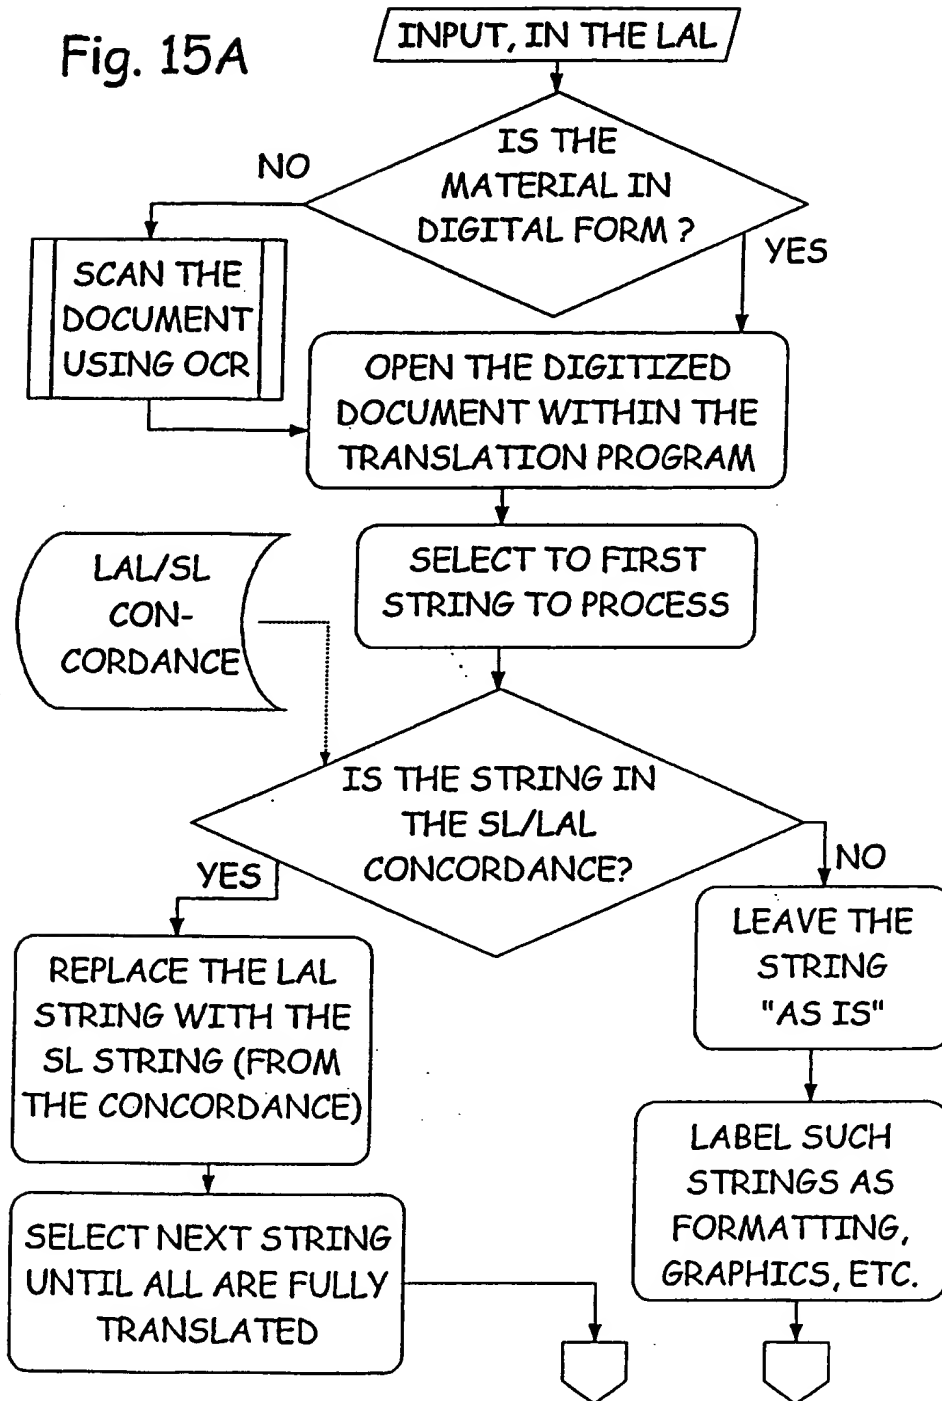 Fig. 15A
INPUT, IN THE LAL
IS THE
MATERIAL IN
DIGITAL FORM ?
NO
YES
SCAN THE
DOCUMENT
USING OCR
OPEN THE DIGITIZED
DOCUMENT WITHIN THE
TRANSLATION PROGRAM
SELECT TO FIRST
STRING TO PROCESS
LAL/SL
CON-
CORDANCE
IS THE STRING IN
THE SL/LAL
CONCORDANCE?
YES
NO
REPLACE THE LAL
STRING WITH THE
SL STRING (FROM
THE CONCORDANCE)
LEAVE THE
STRING
"AS IS"
SELECT NEXT STRING
UNTIL ALL ARE FULLY
TRANSLATED
LABEL SUCH
STRINGS AS
FORMATTING,
GRAPHICS, ETC.